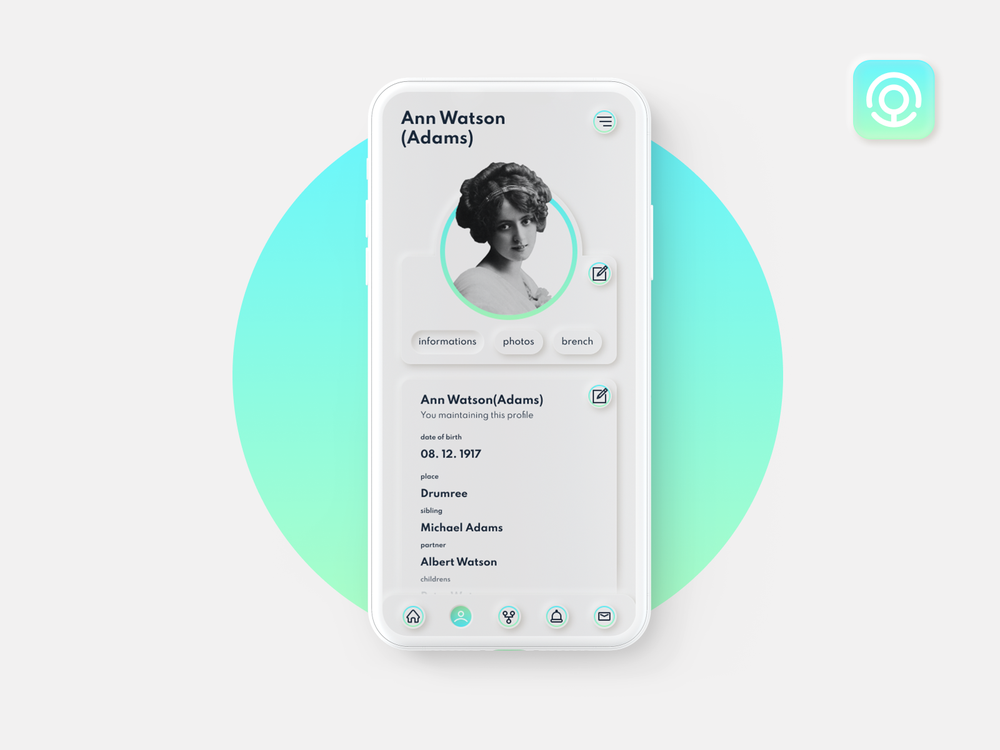 Ann Watson
(Adams)
informations
photos
brench
Ann Watson(Adams)
You maintaining this profile
date of birth
08. 12. 1917
place
Drumree
sibling
Michael Adams
partner
Albert Watson
childrens